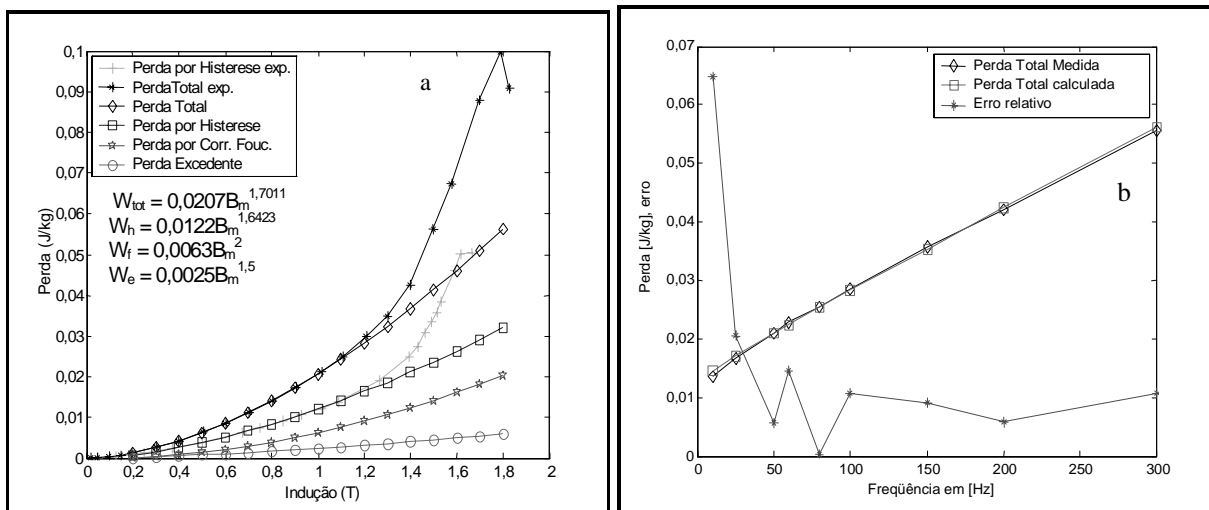 a
0,1
0,09
0,08
0,07
0,06
0,05
0,04
0,03
0,02
0,01
0
Perda (J/kg)
Perda por Histerese exp.
PerdaTotal exp.
Perda Total
Perda por Histerese
Perda por Corr. Fouc.
Perda Excedente
W_tot = 0,0207B_m^1,7011
W_h = 0,0122B_m^1,6423
W_f = 0,0063B_m^2
W_e = 0,0025B_m^1,5
0 0,2 0,4 0,6 0,8 1 1,2 1,4 1,6 1,8 2
Indução (T)
b
0,07
0,06
0,05
0,04
0,03
0,02
0,01
0
Perda [J/kg], erro
Perda Total Medida
Perda Total calculada
Erro relativo
0 50 100 150 200 300
Freqüência em [Hz]